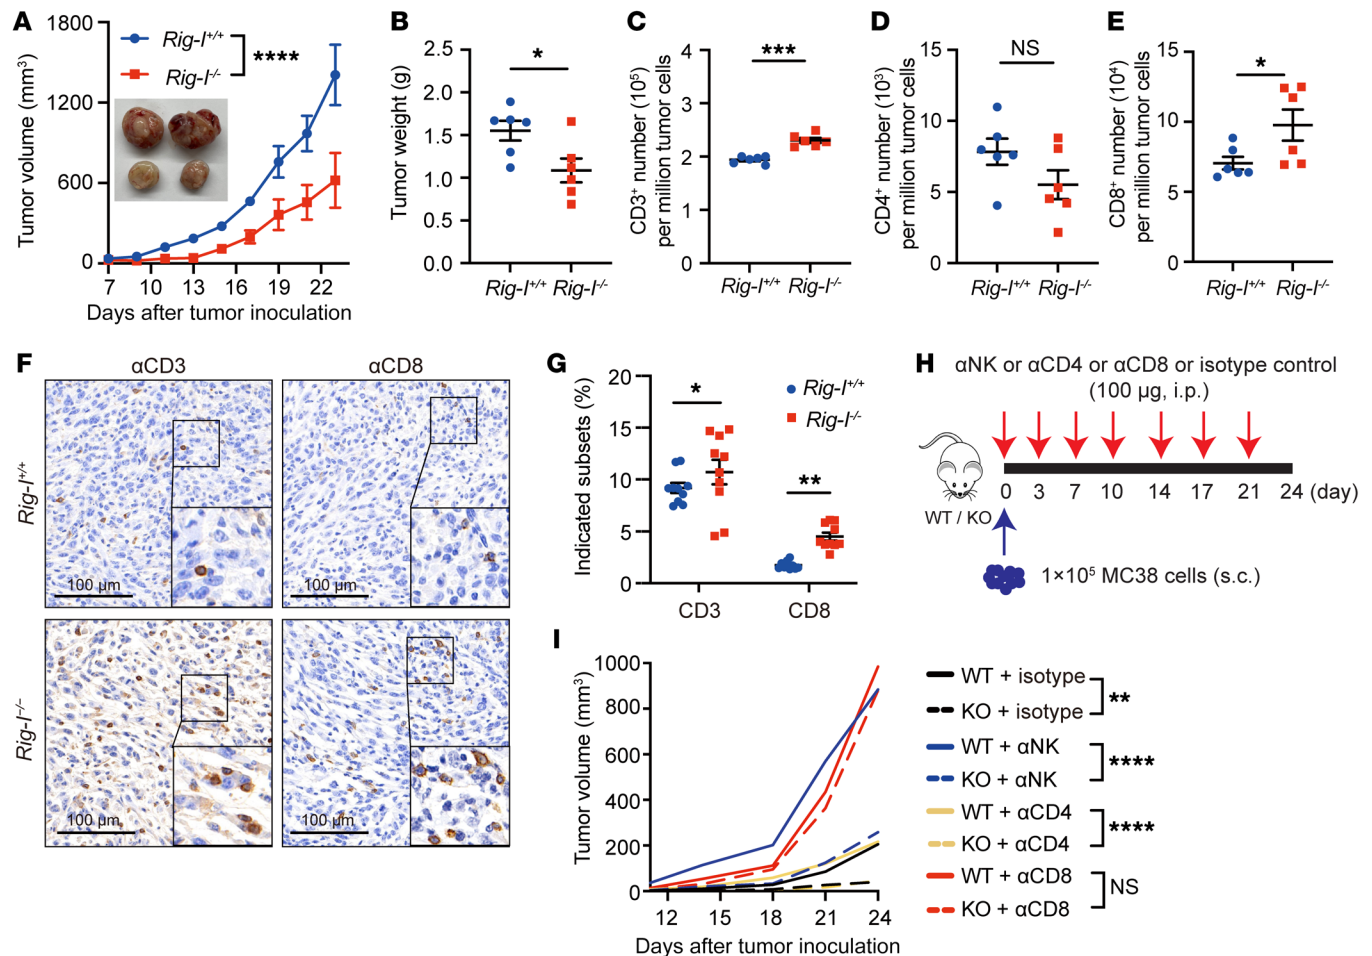 A
Tumor volume (mm³)
1800
1200
600
0
Rig-I⁺/⁺
Rig-I⁻/⁻
****
7 10 13 16 19 22
Days after tumor inoculation
B
Tumor weight (g)
2.5
2.0
1.5
1.0
0.5
0.0
*
Rig-I⁺/⁺ Rig-I⁻/⁻
C
CD3⁺ number (10⁵)
per million tumor cells
4
3
2
1
0
***
Rig-I⁺/⁺ Rig-I⁻/⁻
D
CD4⁺ number (10³)
per million tumor cells
15
10
5
0
NS
Rig-I⁺/⁺ Rig-I⁻/⁻
E
CD8⁺ number (10⁴)
per million tumor cells
15
10
5
0
*
Rig-I⁺/⁺ Rig-I⁻/⁻
F
αCD3 αCD8
Rig-I⁺/⁺
100 μm
100 μm
Rig-I⁻/⁻
100 μm
100 μm
G
Indicated subsets (%)
20
15
10
5
0
*
**
Rig-I⁺/⁺
Rig-I⁻/⁻
CD3 CD8
H
αNK or αCD4 or αCD8 or isotype control
(100 μg, i.p.)
WT / KO
0 3 7 10 14 17 21 24 (day)
1×10⁵ MC38 cells (s.c.)
I
Tumor volume (mm³)
1000
800
600
400
200
0
12 15 18 21 24
Days after tumor inoculation
WT + isotype
KO + isotype
**
WT + αNK
KO + αNK
****
WT + αCD4
KO + αCD4
****
WT + αCD8
KO + αCD8
NS